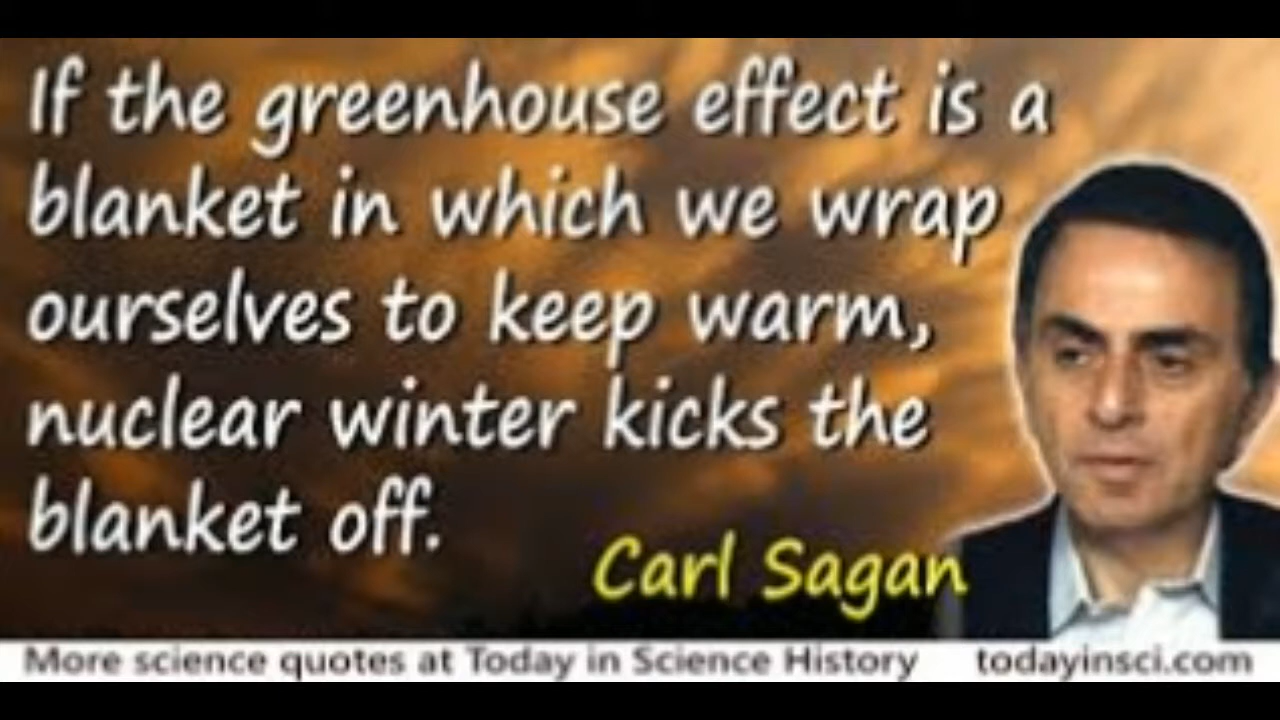 If the greenhouse effect is a
blanket in which we wrap
ourselves to keep warm,
nuclear winter kicks the
blanket off.
Carl Sagan
More science quotes at Today in Science History todayinsci.com